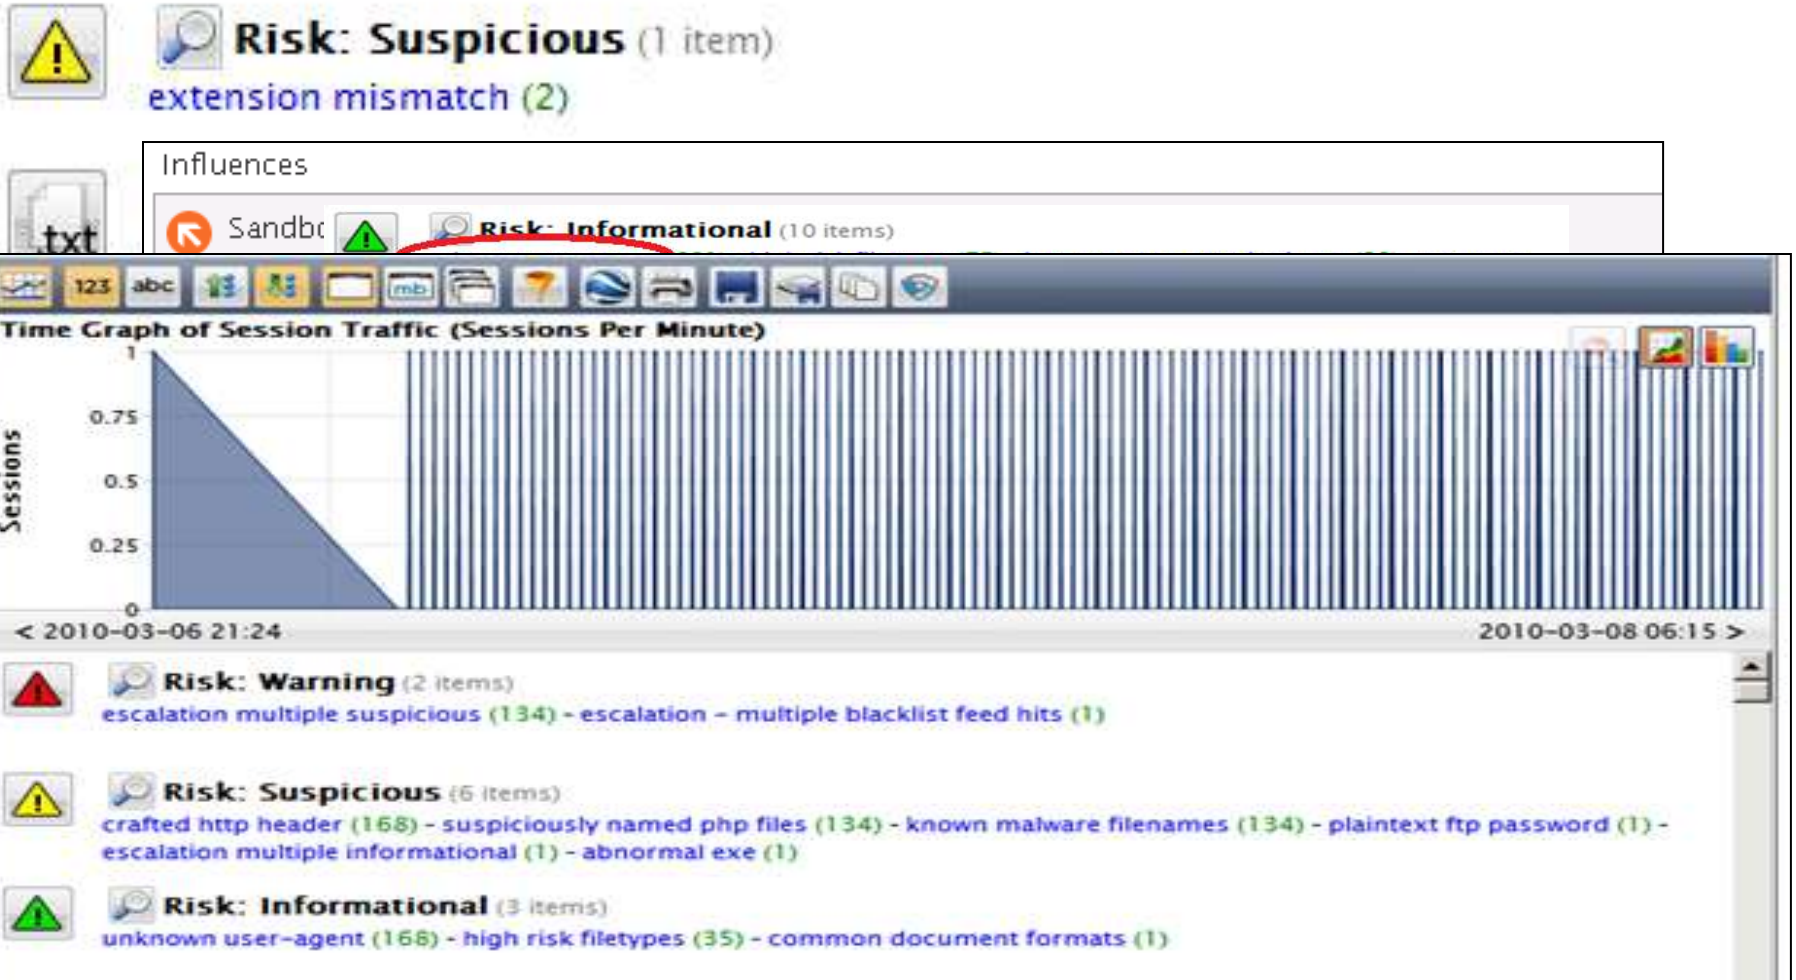 Risk: Suspicious (1 item)
extension mismatch (2)
Influences
.txt
Risk: Informational (10 items)
123 abc mb
Time Graph of Session Traffic (Sessions Per Minute)
1
0.75
0.5
0.25
0
Sessions
< 2010-03-06 21:24
2010-03-08 06:15 >
Risk: Warning (2 items)
escalation multiple suspicious (134) - escalation - multiple blacklist feed hits (1)
Risk: Suspicious (6 items)
crafted http header (168) - suspiciously named php files (134) - known malware filenames (134) - plaintext ftp password (1) -
escalation multiple informational (1) - abnormal exe (1)
Risk: Informational (3 items)
unknown user-agent (168) - high risk filetypes (35) - common document formats (1)